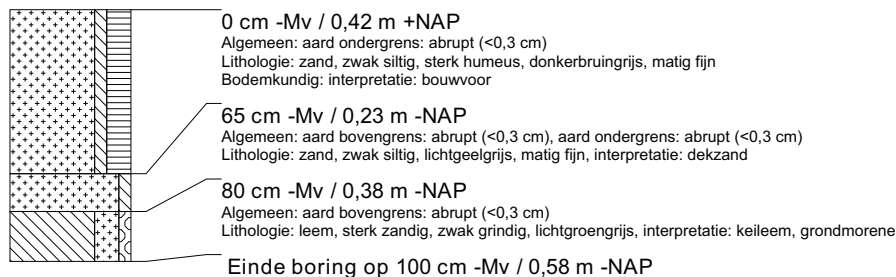 0 cm -Mv / 0,42 m +NAP
Algemeen: aard ondergrens: abrupt (<0,3 cm)
Lithologie: zand, zwak siltig, sterk humeus, donkerbruingrijs, matig fijn
Bodemkundig: interpretatie: bouwvoor
65 cm -Mv / 0,23 m -NAP
Algemeen: aard bovengrens: abrupt (<0,3 cm), aard ondergrens: abrupt (<0,3 cm)
Lithologie: zand, zwak siltig, lichtgeelgrijs, matig fijn, interpretatie: dekzand
80 cm -Mv / 0,38 m -NAP
Algemeen: aard bovengrens: abrupt (<0,3 cm)
Lithologie: leem, sterk zandig, zwak grindig, lichtgroengrijs, interpretatie: keileem, grondmorene
Einde boring op 100 cm -Mv / 0,58 m -NAP